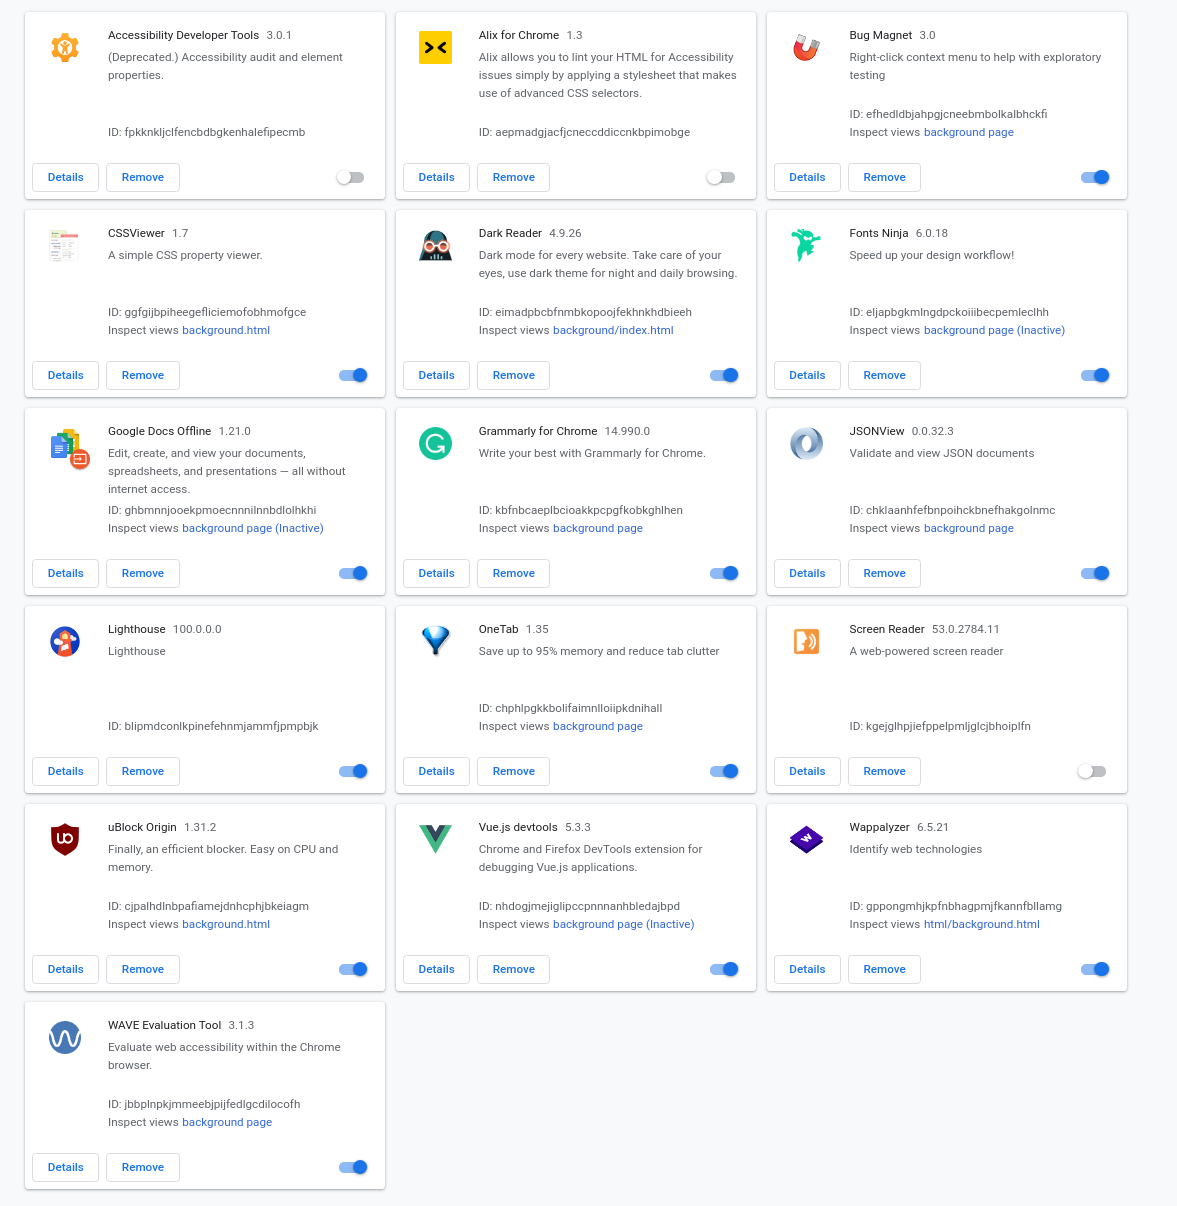 Accessibility Developer Tools 3.0.1
(Deprecated.) Accessibility audit and element
properties.
ID: fpkknkljclfencbdbgkenhalefipecmb
Details Remove
Alix for Chrome 1.3
Alix allows you to lint your HTML for Accessibility
issues simply by applying a stylesheet that makes
use of advanced CSS selectors.
ID: aepmadgjacfjcneccddiccnkbpimobge
Details Remove
Bug Magnet 3.0
Right-click context menu to help with exploratory
testing
ID: efhedldbjahpgjcneebmbolkalbhckfi
Inspect views background page
Details Remove
CSSViewer 1.7
A simple CSS property viewer.
ID: ggfgijbpiheegefliciemofobhmofgce
Inspect views background.html
Details Remove
Dark Reader 4.9.26
Dark mode for every website. Take care of your
eyes, use dark theme for night and daily browsing.
ID: eimadpbcbfnmbkopoojfekhnkhdbieeh
Inspect views background/index.html
Details Remove
Fonts Ninja 6.0.18
Speed up your design workflow!
ID: eljapbgkmlngdpckoiiibecpemleclhh
Inspect views background page (Inactive)
Details Remove
Google Docs Offline 1.21.0
Edit, create, and view your documents,
spreadsheets, and presentations — all without
internet access.
ID: ghbmnnjooekpmoecnnnilnnbdlolhkhi
Inspect views background page (Inactive)
Details Remove
Grammarly for Chrome 14.990.0
Write your best with Grammarly for Chrome.
ID: kbfnbcaeplbcioakkpcpgfkobkghlhen
Inspect views background page
Details Remove
JSONView 0.0.32.3
Validate and view JSON documents
ID: chklaanhfefbnpoihckbnefhakgolnmc
Inspect views background page
Details Remove
Lighthouse 100.0.0.0
Lighthouse
ID: blipmdconlkpinefehnmjammfjpmpbjk
Details Remove
OneTab 1.35
Save up to 95% memory and reduce tab clutter
ID: chphlpgkkbolifaimnlloiipkdnihall
Inspect views background page
Details Remove
Screen Reader 53.0.2784.11
A web-powered screen reader
ID: kgejglhpjiefppelpmljglcjbhoiplfn
Details Remove
uBlock Origin 1.31.2
Finally, an efficient blocker. Easy on CPU and
memory.
ID: cjpalhdlnbpafiamejdnhcphjbkeiagm
Inspect views background.html
Details Remove
Vue.js devtools 5.3.3
Chrome and Firefox DevTools extension for
debugging Vue.js applications.
ID: nhdogjmejiglipccpnnnanhbledajbpd
Inspect views background page (Inactive)
Details Remove
Wappalyzer 6.5.21
Identify web technologies
ID: gppongmhjkpfnbhagpmjfkannfbllamg
Inspect views html/background.html
Details Remove
WAVE Evaluation Tool 3.1.3
Evaluate web accessibility within the Chrome
browser.
ID: jbbplnpkjmmeebjpijfedlgcdilocofh
Inspect views background page
Details Remove